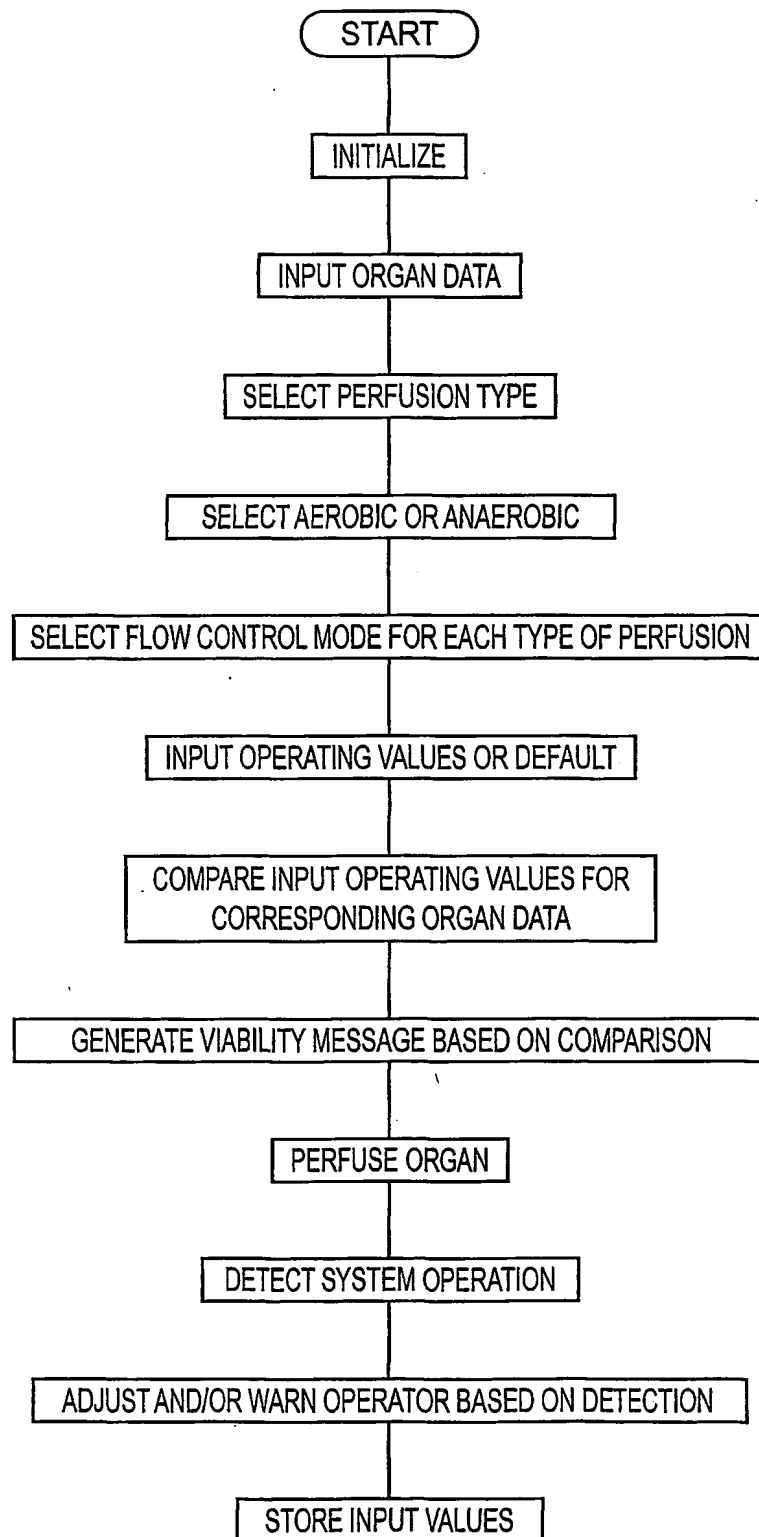 START
INITIALIZE
INPUT ORGAN DATA
SELECT PERFUSION TYPE
SELECT AEROBIC OR ANAEROBIC
SELECT FLOW CONTROL MODE FOR EACH TYPE OF PERFUSION
INPUT OPERATING VALUES OR DEFAULT
COMPARE INPUT OPERATING VALUES FOR
CORRESPONDING ORGAN DATA
GENERATE VIABILITY MESSAGE BASED ON COMPARISON
PERFUSE ORGAN
DETECT SYSTEM OPERATION
ADJUST AND/OR WARN OPERATOR BASED ON DETECTION
STORE INPUT VALUES